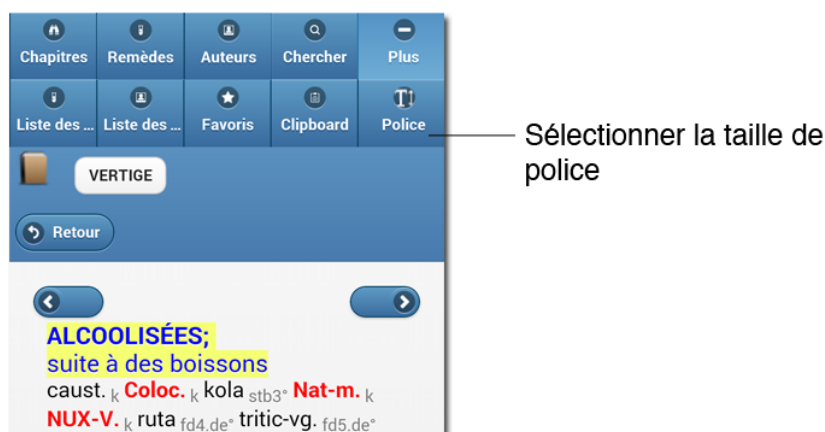 Chapitres Remèdes Auteurs Chercher Plus
Liste des ... Liste des ... Favoris Clipboard Police
Sélectionner la taille de
police
VERTIGE
Retour
ALCOOLISÉES;
suite à des boissons
caust. k Coloc. k kola stb3° Nat-m. k
NUX-V. k ruta fd4.de° tritic-vg. fd5.de°